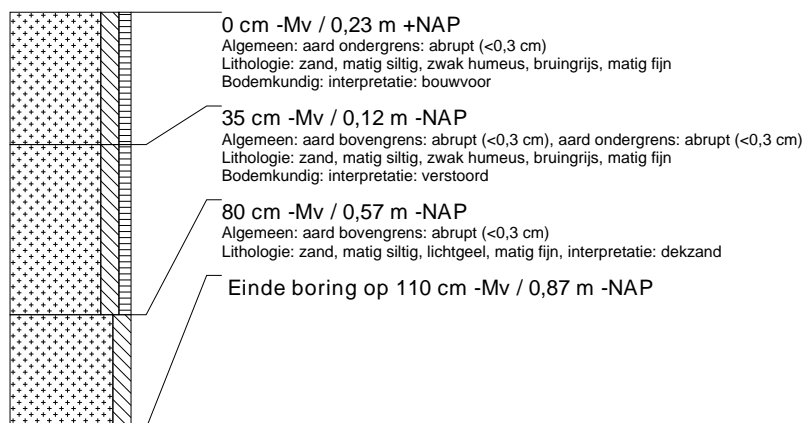 0 cm -Mv / 0,23 m +NAP
Algemeen: aard ondergrens: abrupt (<0,3 cm)
Lithologie: zand, matig siltig, zwak humeus, bruingrijs, matig fijn
Bodemkundig: interpretatie: bouwvoor
35 cm -Mv / 0,12 m -NAP
Algemeen: aard bovengrens: abrupt (<0,3 cm), aard ondergrens: abrupt (<0,3 cm)
Lithologie: zand, matig siltig, zwak humeus, bruingrijs, matig fijn
Bodemkundig: interpretatie: verstoord
80 cm -Mv / 0,57 m -NAP
Algemeen: aard bovengrens: abrupt (<0,3 cm)
Lithologie: zand, matig siltig, lichtgeel, matig fijn, interpretatie: dekzand
Einde boring op 110 cm -Mv / 0,87 m -NAP